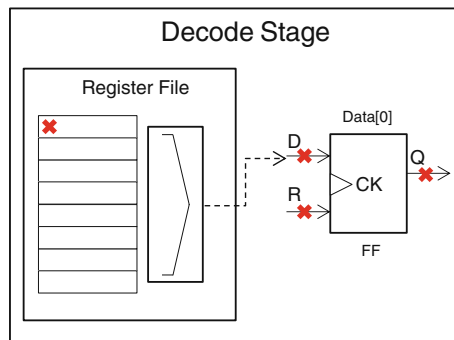 Decode Stage
Register File
Data[0]
D
Q
CK
R
FF